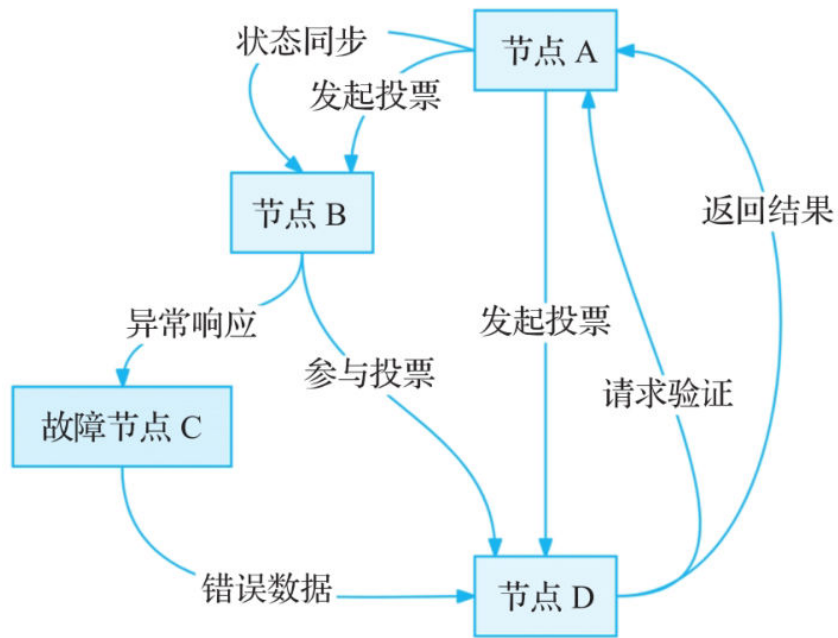 状态同步
节点 A
发起投票
节点 B
返回结果
异常响应
发起投票
参与投票
请求验证
故障节点 C
错误数据
节点 D